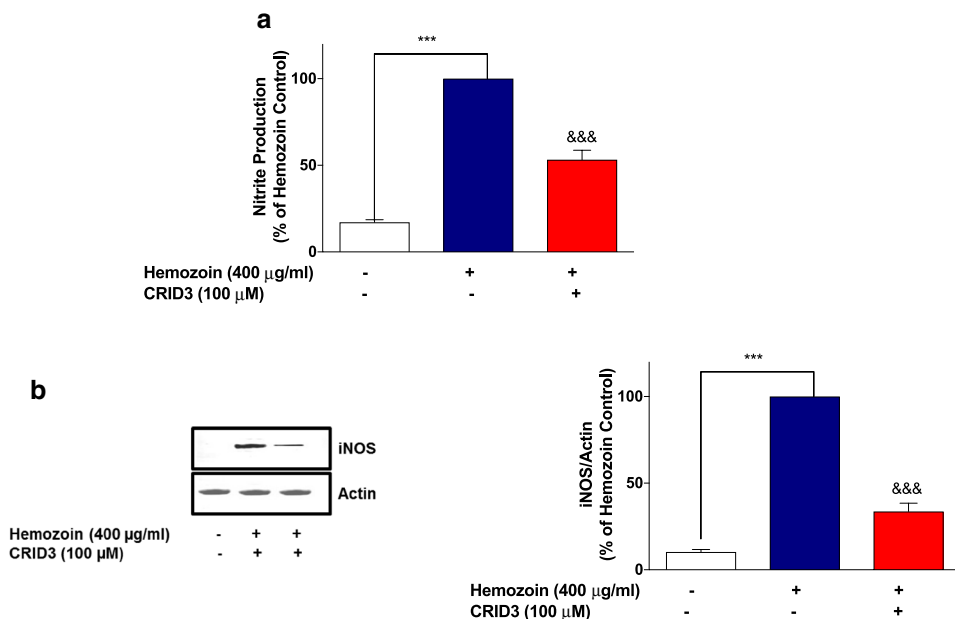 a
Nitrite Production
(% of Hemozoin Control)
100
50
0
***
&&&
Hemozoin (400 μg/ml) - + +
CRID3 (100 μM) - - +
b
iNOS
Actin
Hemozoin (400 µg/ml) - + +
CRID3 (100 µM) - + +
iNOS/Actin
(% of Hemozoin Control)
100
50
0
***
&&&
Hemozoin (400 μg/ml) - + +
CRID3 (100 μM) - - +